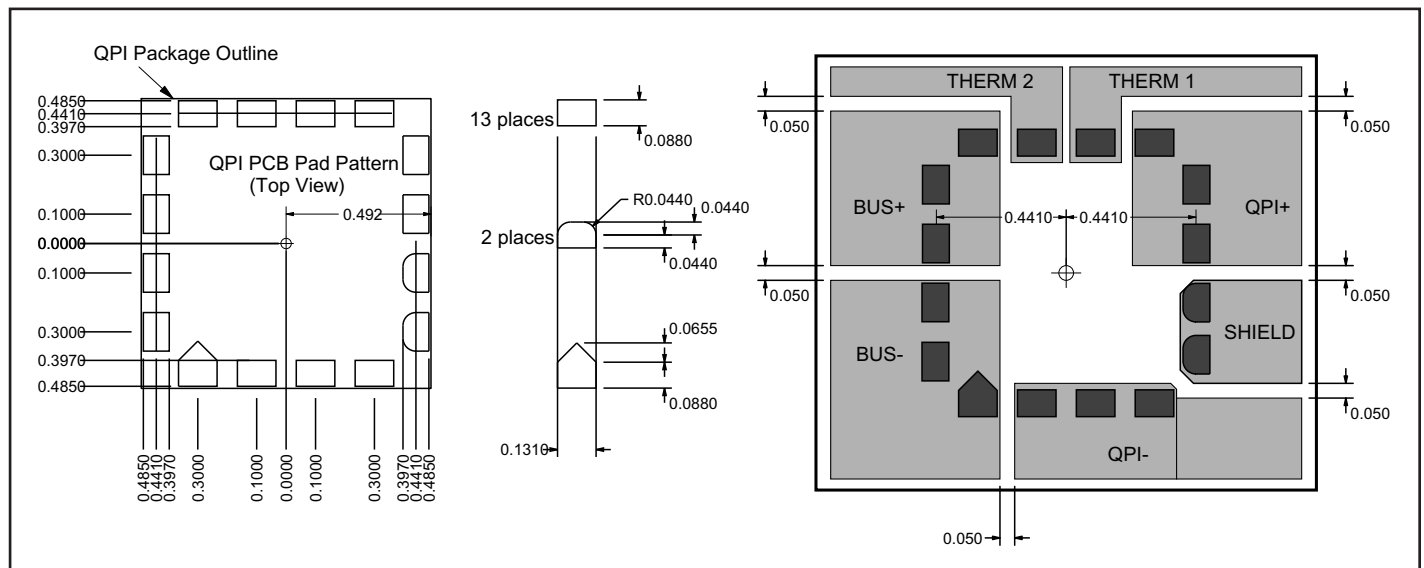 QPI Package Outline
0.4850
0.4410
0.3970
0.3000
0.1000
0.0000
0.1000
0.3000
0.3970
0.4850
QPI PCB Pad Pattern
(Top View)
0.492
0.4850
0.4410
0.3970
0.3000
0.1000
0.0000
0.1000
0.3000
0.3970
0.4410
0.4850
13 places
0.0880
R0.0440
0.0440
2 places
0.0440
0.0655
0.0880
0.1310
THERM 2
THERM 1
0.050
0.050
BUS+
0.4410
0.4410
QPI+
0.050
0.050
BUS-
SHIELD
0.050
QPI-
0.050